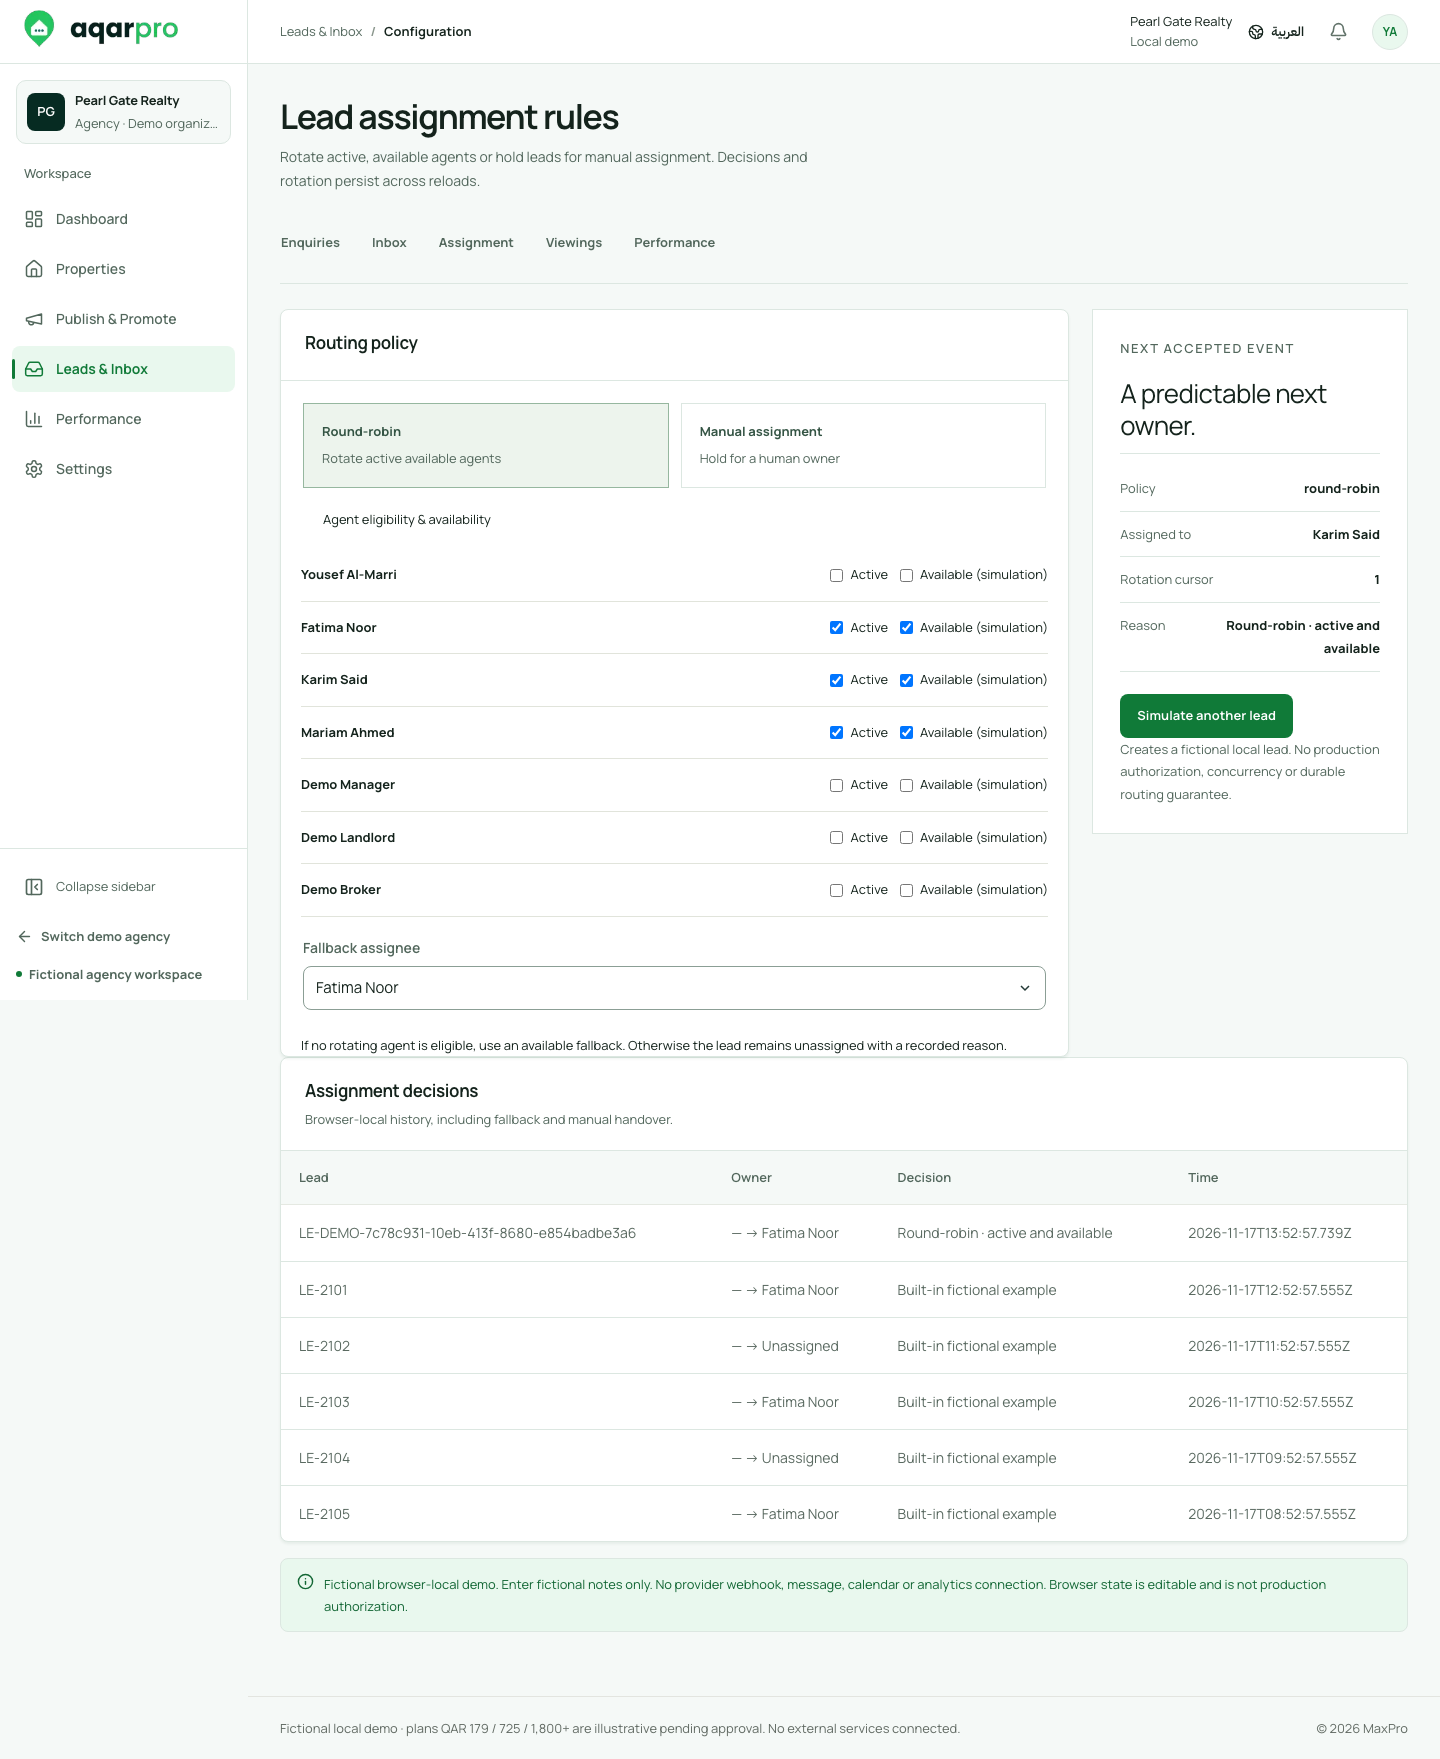 aqarpro
Leads & Inbox / Configuration
Pearl Gate Realty
Local demo
العربية
YA
PG
Pearl Gate Realty
Agency · Demo organiz...
Workspace
Dashboard
Properties
Publish & Promote
Leads & Inbox
Performance
Settings
Collapse sidebar
Switch demo agency
Fictional agency workspace
Lead assignment rules
Rotate active, available agents or hold leads for manual assignment. Decisions and
rotation persist across reloads.
Enquiries Inbox Assignment Viewings Performance
Routing policy
Round-robin
Rotate active available agents
Manual assignment
Hold for a human owner
Agent eligibility & availability
Yousef Al-Marri Active Available (simulation)
Fatima Noor Active Available (simulation)
Karim Said Active Available (simulation)
Mariam Ahmed Active Available (simulation)
Demo Manager Active Available (simulation)
Demo Landlord Active Available (simulation)
Demo Broker Active Available (simulation)
Fallback assignee
Fatima Noor
If no rotating agent is eligible, use an available fallback. Otherwise the lead remains unassigned with a recorded reason.
NEXT ACCEPTED EVENT
A predictable next
owner.
Policy round-robin
Assigned to Karim Said
Rotation cursor 1
Reason Round-robin · active and
available
Simulate another lead
Creates a fictional local lead. No production
authorization, concurrency or durable
routing guarantee.
Assignment decisions
Browser-local history, including fallback and manual handover.
Lead Owner Decision Time
LE-DEMO-7c78c931-10eb-413f-8680-e854badbe3a6 — → Fatima Noor Round-robin · active and available 2026-11-17T13:52:57.739Z
LE-2101 — → Fatima Noor Built-in fictional example 2026-11-17T12:52:57.555Z
LE-2102 — → Unassigned Built-in fictional example 2026-11-17T11:52:57.555Z
LE-2103 — → Fatima Noor Built-in fictional example 2026-11-17T10:52:57.555Z
LE-2104 — → Unassigned Built-in fictional example 2026-11-17T09:52:57.555Z
LE-2105 — → Fatima Noor Built-in fictional example 2026-11-17T08:52:57.555Z
Fictional browser-local demo. Enter fictional notes only. No provider webhook, message, calendar or analytics connection. Browser state is editable and is not production
authorization.
Fictional local demo · plans QAR 179 / 725 / 1,800+ are illustrative pending approval. No external services connected.
© 2026 MaxPro